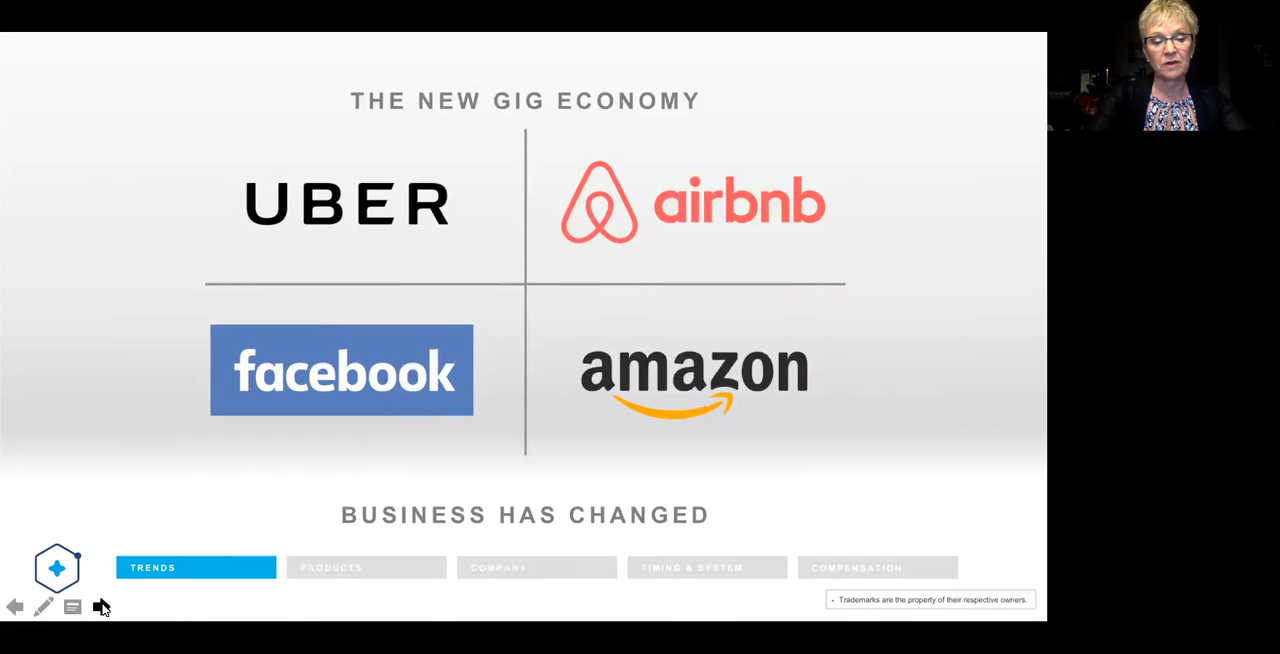 THE NEW GIG ECONOMY
UBER
airbnb
facebook
amazon
BUSINESS HAS CHANGED
TRENDS
PRODUCTS
COMPANY
TIMING & SYSTEM
COMPENSATION
• Trademarks are the property of their respective owners.